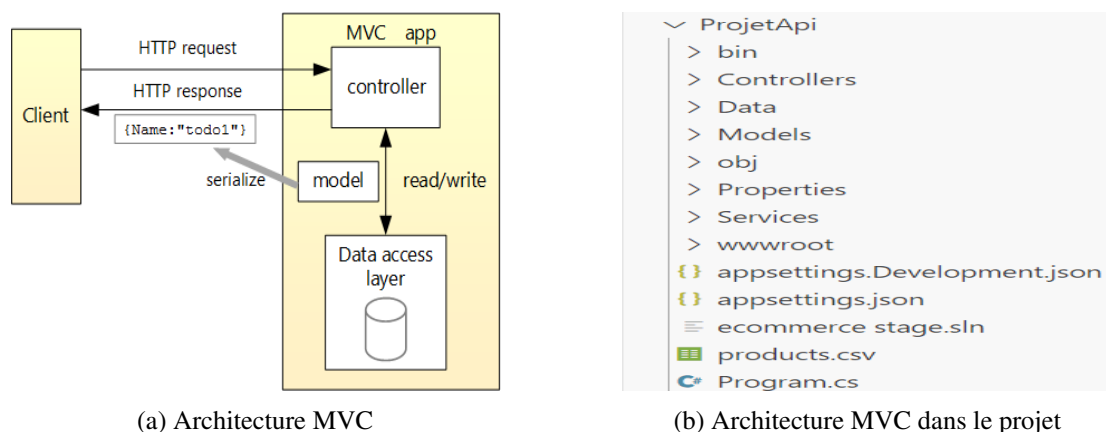 MVC app
HTTP request
controller
HTTP response
Client
{Name:"todo1"}
serialize
model
read/write
Data access
layer
(a) Architecture MVC
ProjetApi
bin
Controllers
Data
Models
obj
Properties
Services
wwwroot
{} appsettings.Development.json
{} appsettings.json
ecommerce stage.sln
products.csv
C# Program.cs
(b) Architecture MVC dans le projet